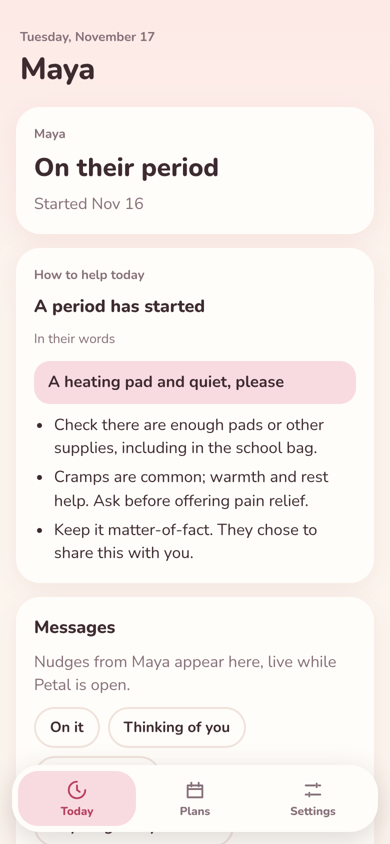 Tuesday, November 17
Maya
Maya
On their period
Started Nov 16
How to help today
A period has started
In their words
A heating pad and quiet, please
• Check there are enough pads or other
supplies, including in the school bag.
• Cramps are common; warmth and rest
help. Ask before offering pain relief.
• Keep it matter-of-fact. They chose to
share this with you.
Messages
Nudges from Maya appear here, live while
Petal is open.
On it
Thinking of you
Today
Plans
Settings